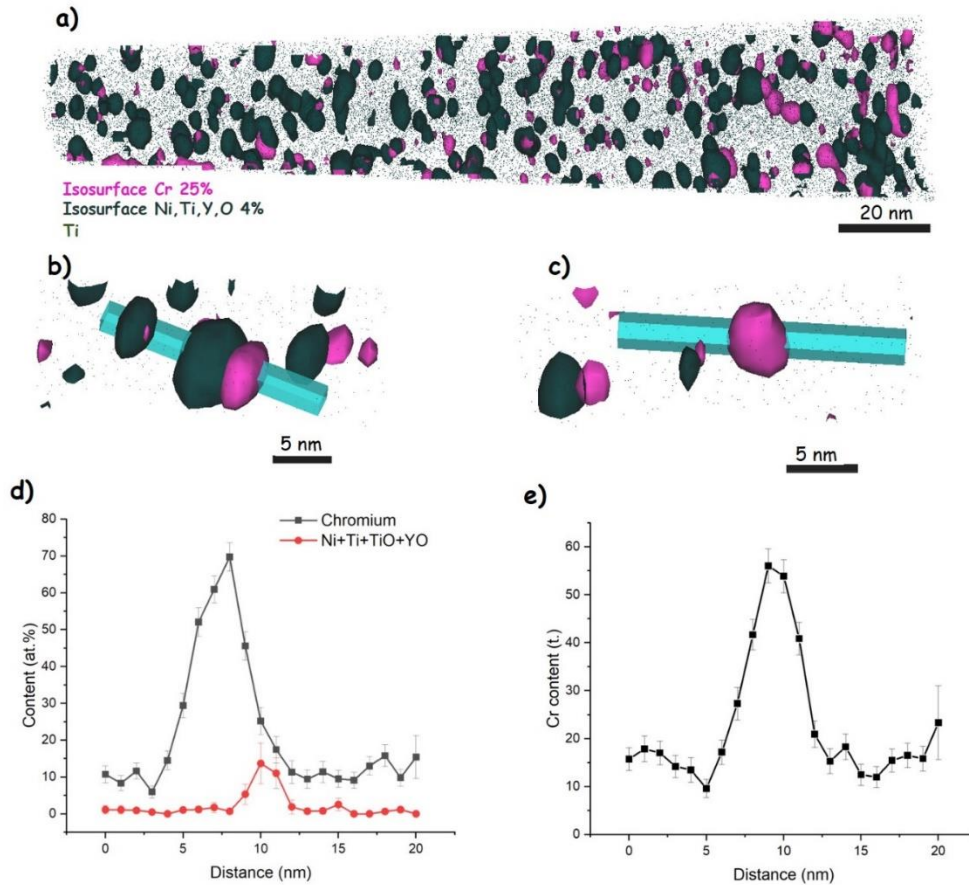 a)
Isosurface Cr 25%
Isosurface Ni,Ti,Y,O 4%
Ti
20 nm
b)
c)
5 nm
5 nm
d)
Chromium
Ni+Ti+TiO+YO
80
70
60
50
40
30
20
10
0
Content (at.%)
0 5 10 15 20
Distance (nm)
e)
60
50
40
30
20
10
0
Cr content (t.)
0 5 10 15 20
Distance (nm)